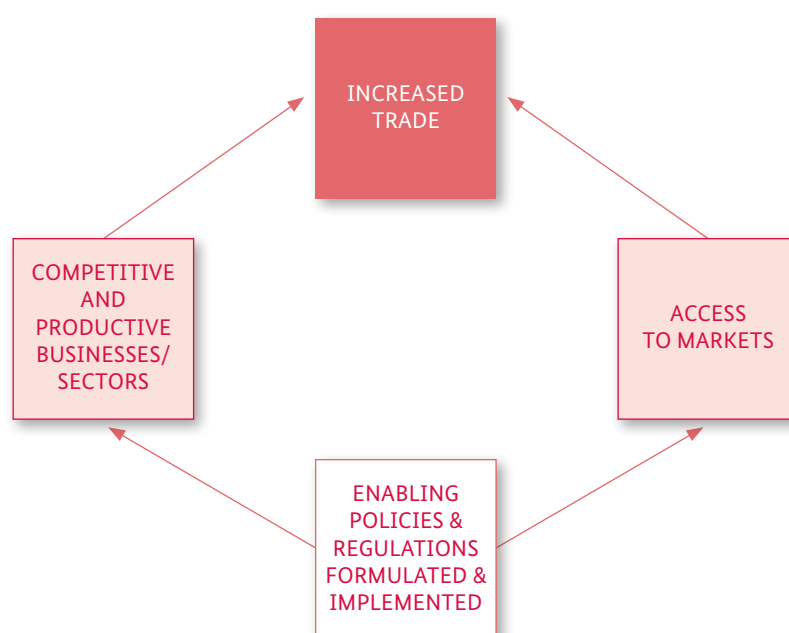 INCREASED
TRADE
COMPETITIVE
AND
PRODUCTIVE
BUSINESSES/
SECTORS
ACCESS
TO MARKETS
ENABLING
POLICIES &
REGULATIONS
FORMULATED &
IMPLEMENTED